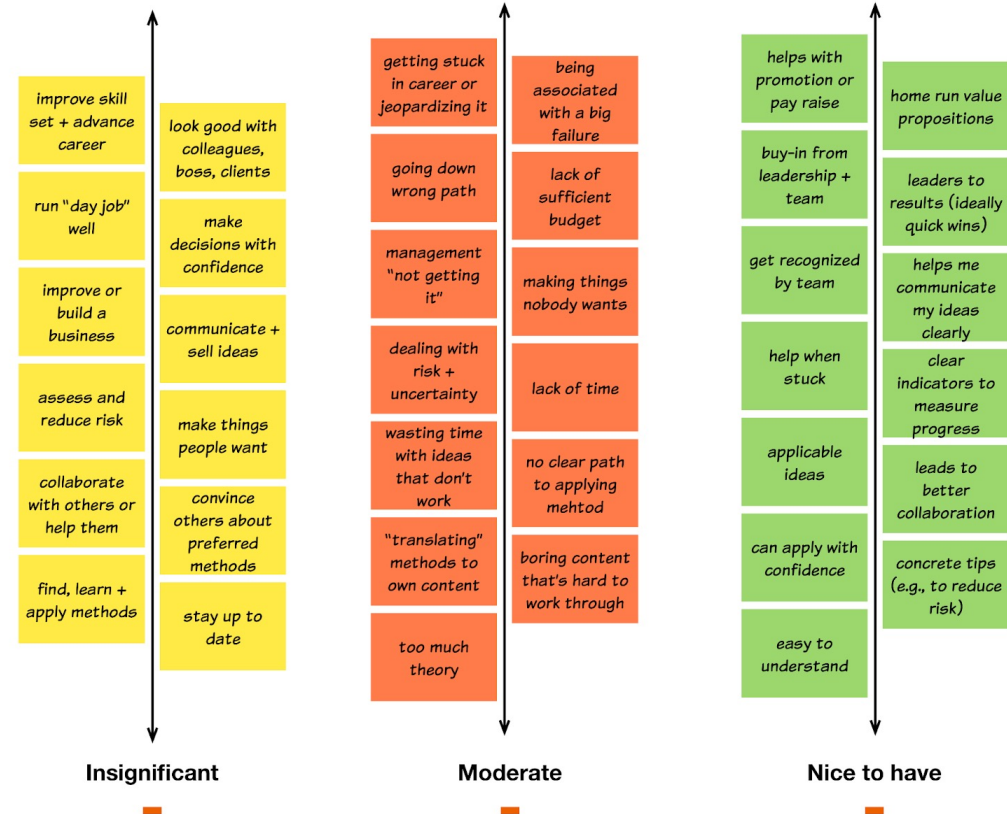 improve skill
set + advance
career
look good with
colleagues,
boss, clients
run "day job"
well
make
decisions with
confidence
improve or
build a
business
communicate +
sell ideas
assess and
reduce risk
make things
people want
collaborate
with others or
help them
convince
others about
preferred
methods
find, learn +
apply methods
stay up to
date
Insignificant
getting stuck
in career or
jeopardizing it
being
associated
with a big
failure
going down
wrong path
lack of
sufficient
budget
management
"not getting
it"
making things
nobody wants
dealing with
risk +
uncertainty
lack of time
wasting time
with ideas
that don't
work
no clear path
to applying
mehtod
"translating"
methods to
own content
boring content
that's hard to
work through
too much
theory
Moderate
helps with
promotion or
pay raise
home run value
propositions
buy-in from
leadership +
team
leaders to
results (ideally
quick wins)
get recognized
by team
helps me
communicate
my ideas
clearly
help when
stuck
clear
indicators to
measure
progress
applicable
ideas
leads to
better
collaboration
can apply with
confidence
concrete tips
(e.g., to reduce
risk)
easy to
understand
Nice to have